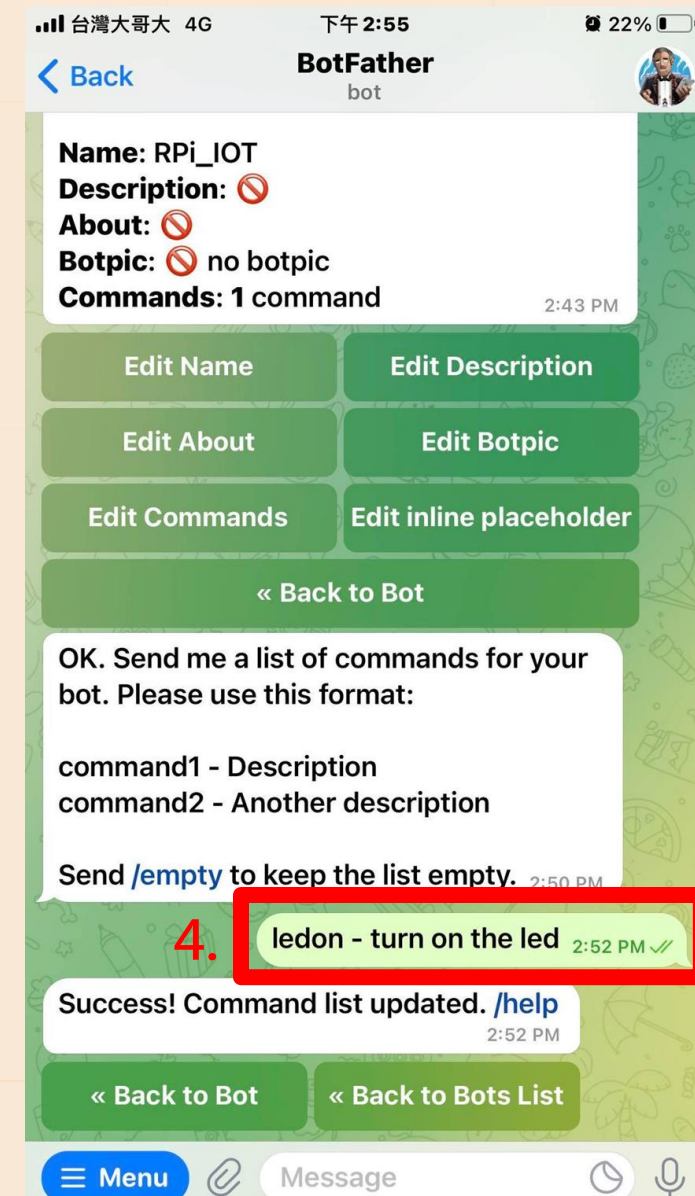 台灣大哥大 4G 下午 2:55 22%
Back BotFather
bot
Name: RPi_IOT
Description: 🚫
About: 🚫
Botpic: 🚫 no botpic
Commands: 1 command 2:43 PM
Edit Name Edit Description
Edit About Edit Botpic
Edit Commands Edit inline placeholder
« Back to Bot
OK. Send me a list of commands for your
bot. Please use this format:
command1 - Description
command2 - Another description
Send /empty to keep the list empty. 2:50 PM
4. ledon - turn on the led 2:52 PM
Success! Command list updated. /help
2:52 PM
« Back to Bot « Back to Bots List
Menu Message